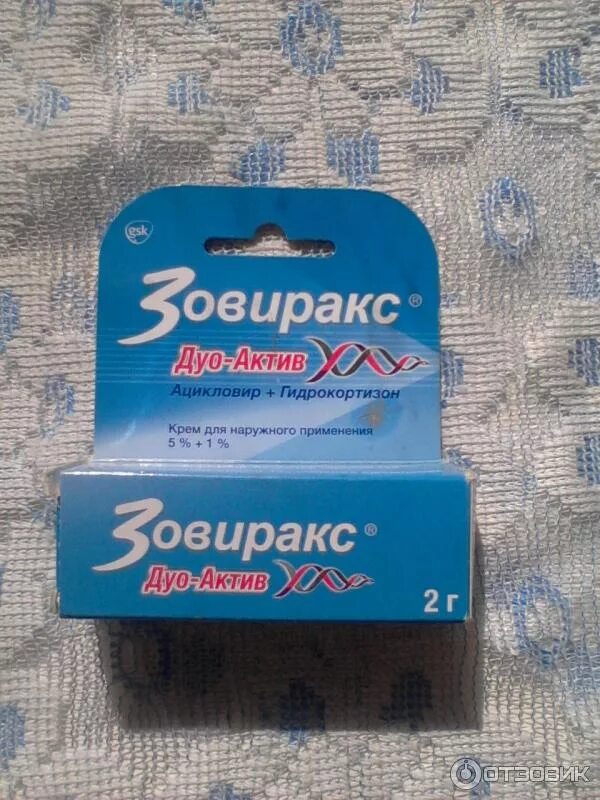 gsk
Зовиракс®
Дуо-Актив
Ацикловир + Гидрокортизон
Крем для наружного применения
5 % + 1 %
Зовиракс®
Дуо-Актив
2 г
ОТЗОВИК